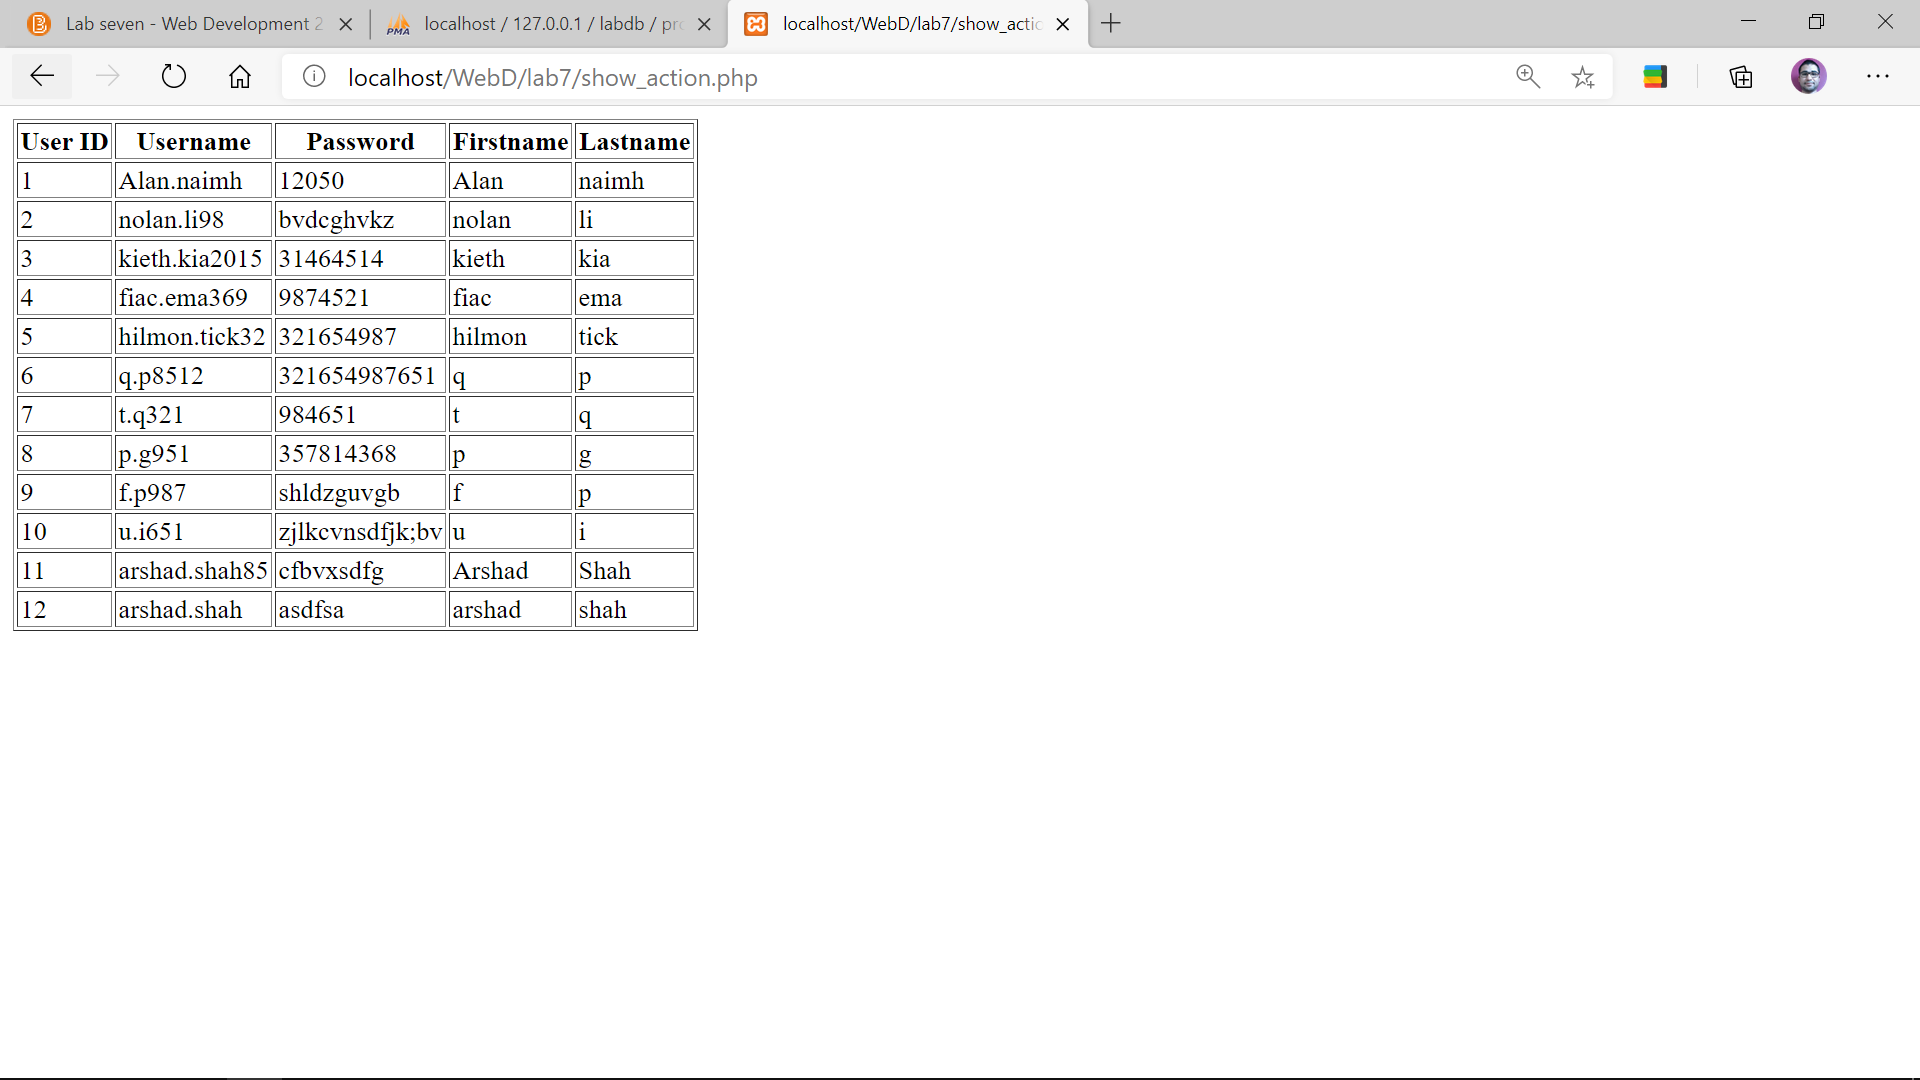 Lab seven - Web Development 2
localhost / 127.0.0.1 / labdb / pro
localhost/WebD/lab7/show_actic
PMA
localhost/WebD/lab7/show_action.php
User ID Username Password Firstname Lastname
1 Alan.naimh 12050 Alan naimh
2 nolan.li98 bvdcghvkz nolan li
3 kieth.kia2015 31464514 kieth kia
4 fiac.ema369 9874521 fiac ema
5 hilmon.tick32 321654987 hilmon tick
6 q.p8512 321654987651 q p
7 t.q321 984651 t q
8 p.g951 357814368 p g
9 f.p987 shldzguvgb f p
10 u.i651 zjlkcvnsdfjk;bv u i
11 arshad.shah85 cfbvxsdfg Arshad Shah
12 arshad.shah asdfsa arshad shah